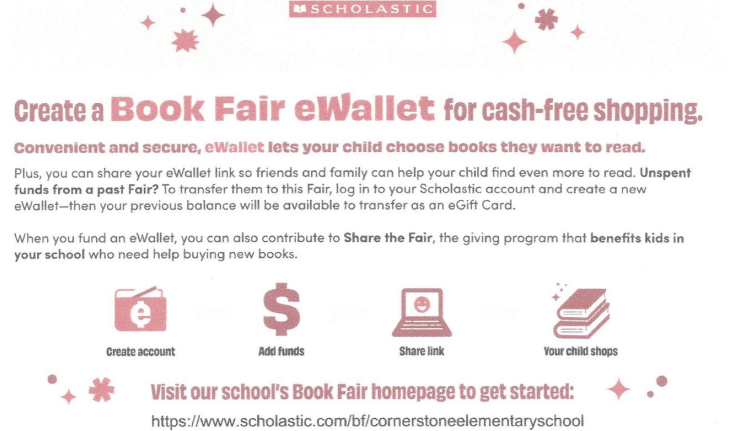 SCHOLASTIC
Create a Book Fair eWallet for cash-free shopping.
Convenient and secure, eWallet lets your child choose books they want to read.
Plus, you can share your eWallet link so friends and family can help your child find even more to read. Unspent
funds from a past Fair? To transfer them to this Fair, log in to your Scholastic account and create a new
eWallet—then your previous balance will be available to transfer as an eGift Card.
When you fund an eWallet, you can also contribute to Share the Fair, the giving program that benefits kids in
your school who need help buying new books.
Create account
Add funds
Share link
Your child shops
Visit our school's Book Fair homepage to get started:
https://www.scholastic.com/bf/cornerstoneelementaryschool